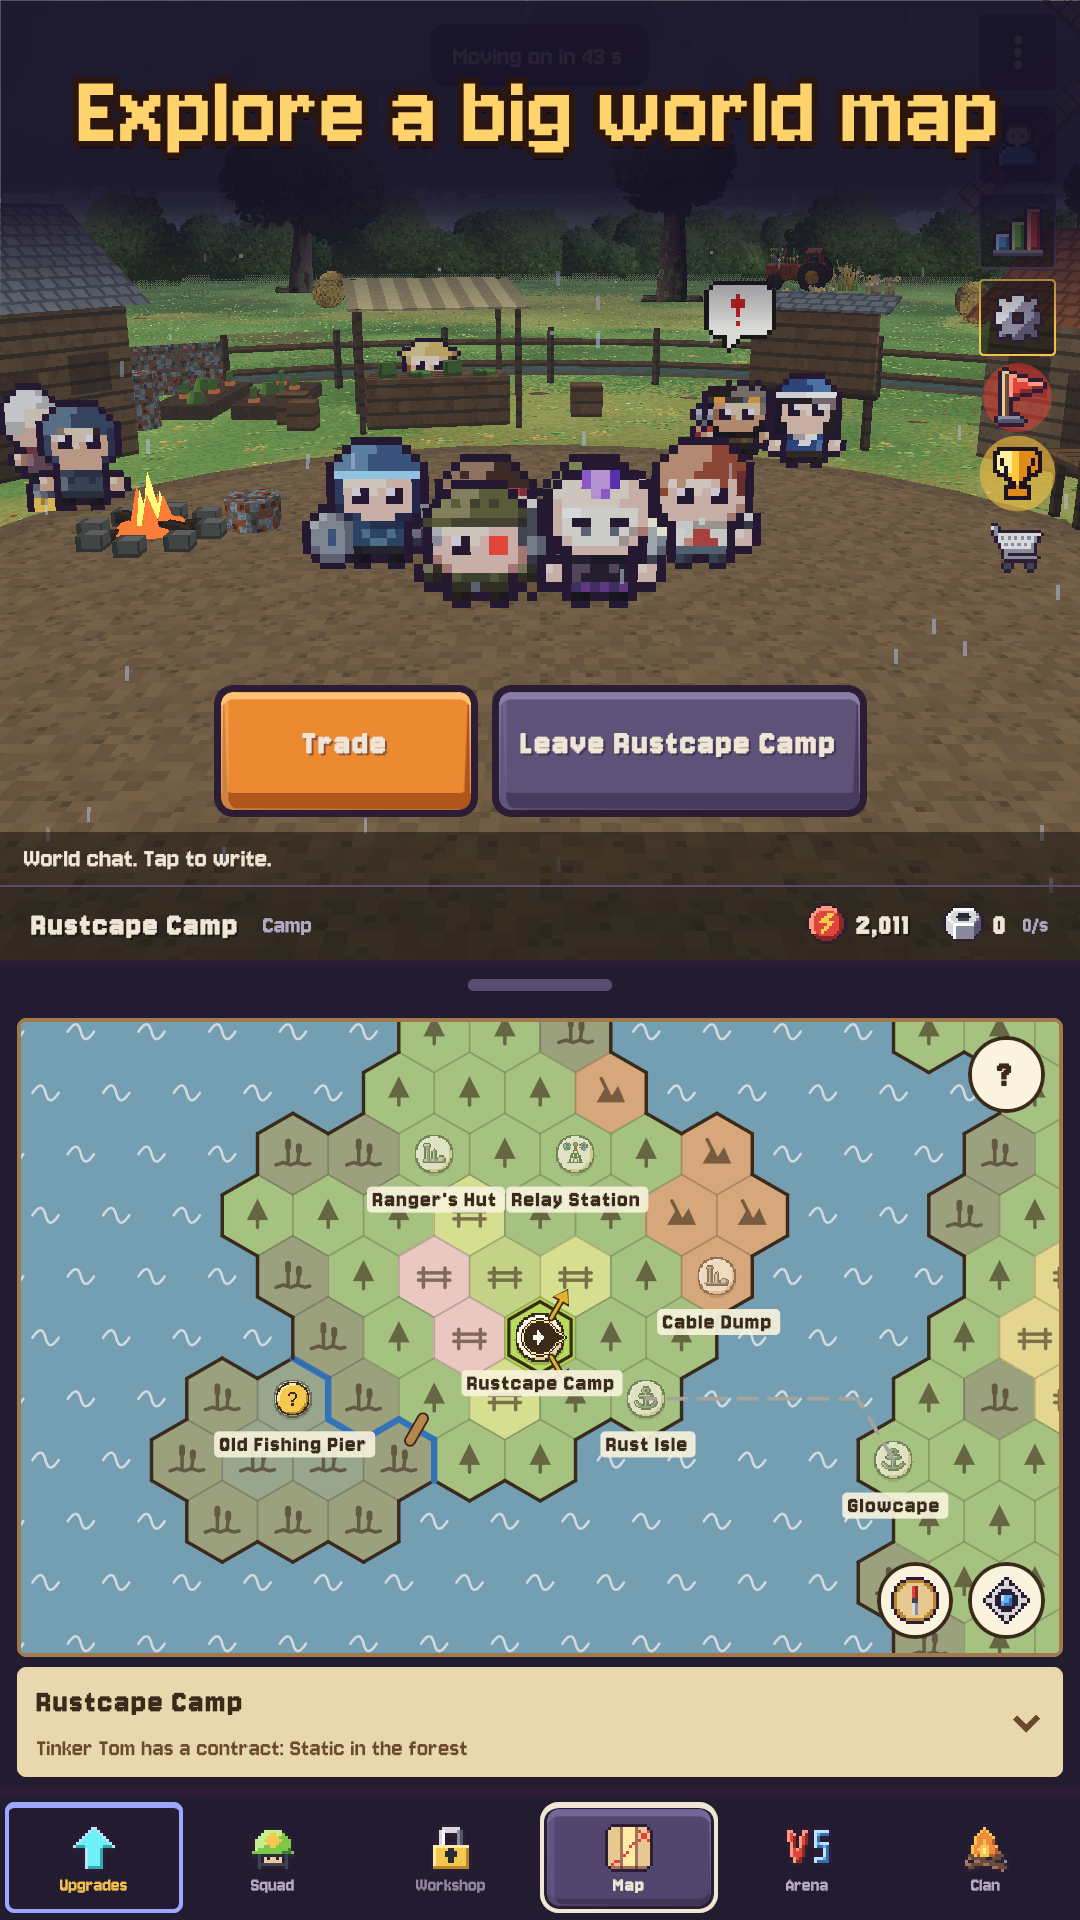 Moving on in 43 s
Explore a big world map
Trade
Leave Rustcape Camp
World chat. Tap to write.
Rustcape Camp
Camp
2,011
0
0/s
?
Ranger's Hut
Relay Station
Cable Dump
Rustcape Camp
?
Old Fishing Pier
Rust Isle
Glowcape
Rustcape Camp
Tinker Tom has a contract: Static in the forest
Upgrades
Squad
Workshop
Map
VS
Arena
Clan